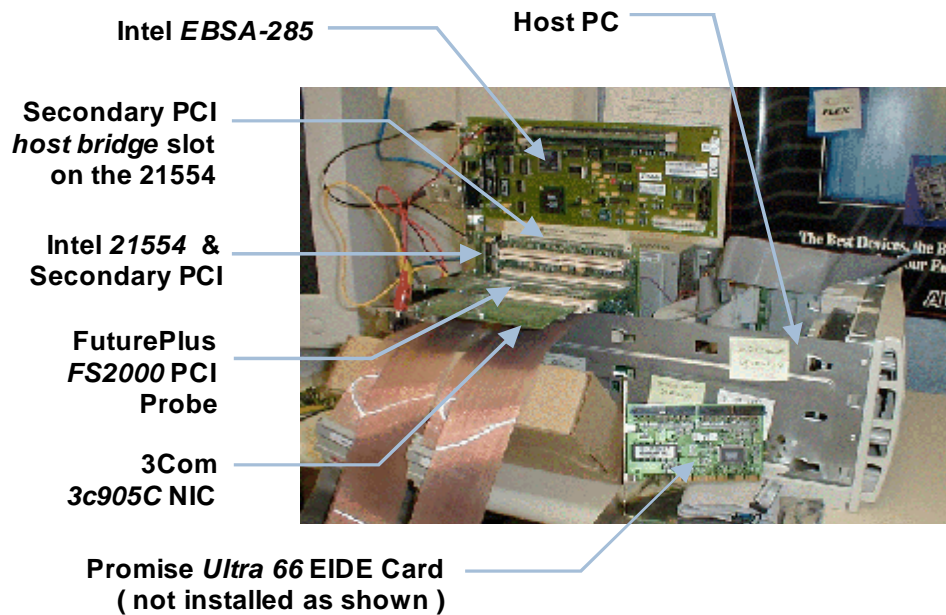 Intel EBSA-285
Host PC
Secondary PCI
host bridge slot
on the 21554
Intel 21554 &
Secondary PCI
FuturePlus
FS2000 PCI
Probe
3Com
3c905C NIC
Promise Ultra 66 EIDE Card
( not installed as shown )
FLEX
The Best Devices, the B